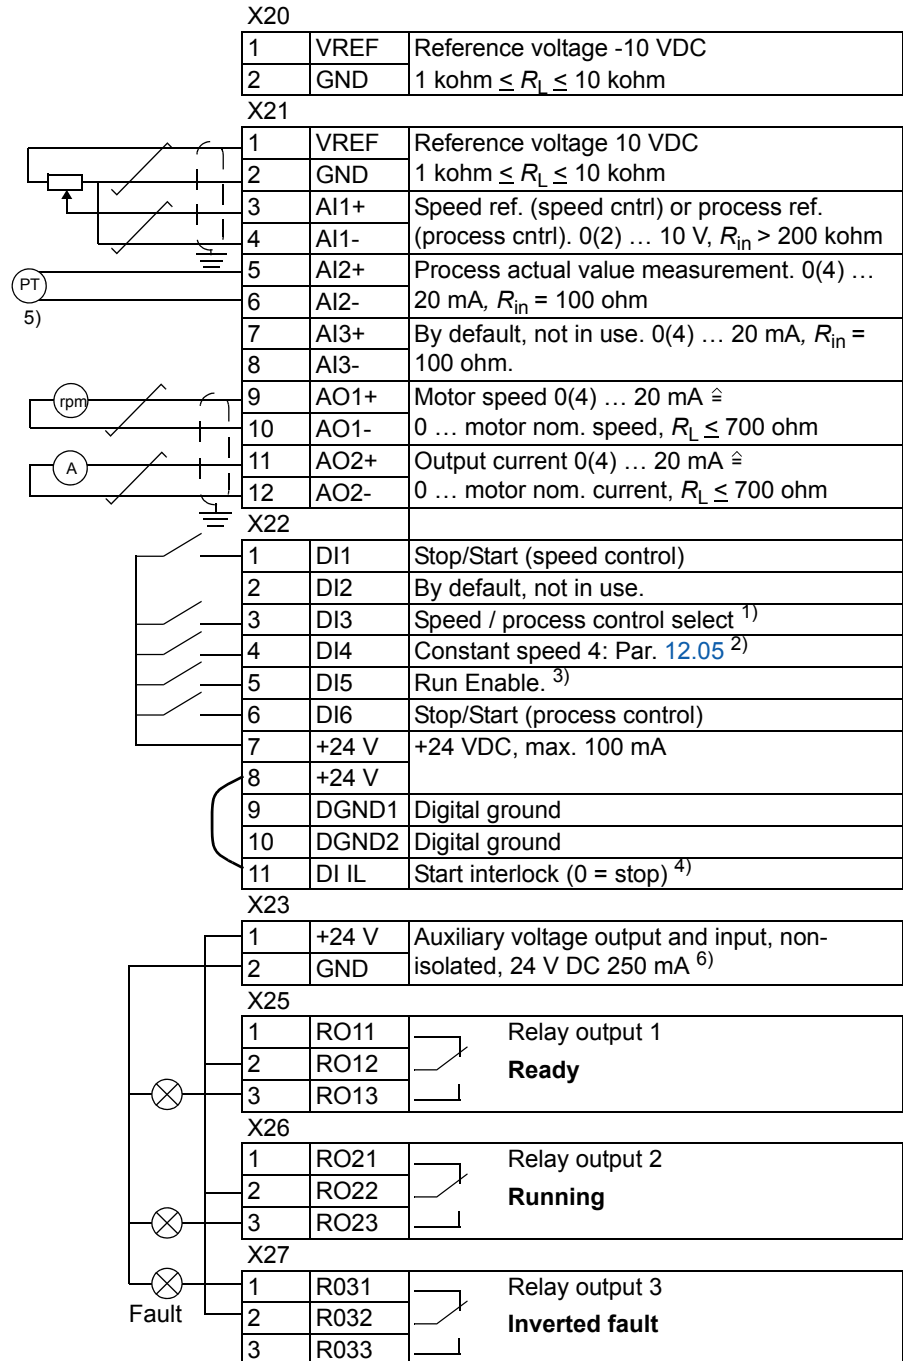 X20
1 VREF Reference voltage -10 VDC
2 GND 1 kohm ≤ RL ≤ 10 kohm
X21
1 VREF Reference voltage 10 VDC
2 GND 1 kohm ≤ RL ≤ 10 kohm
3 AI1+ Speed ref. (speed cntrl) or process ref.
4 AI1- (process cntrl). 0(2) … 10 V, Rin > 200 kohm
PT
5)
5 AI2+ Process actual value measurement. 0(4) …
6 AI2- 20 mA, Rin = 100 ohm
7 AI3+ By default, not in use. 0(4) … 20 mA, Rin =
8 AI3- 100 ohm.
rpm
9 AO1+ Motor speed 0(4) … 20 mA ≙
10 AO1- 0 … motor nom. speed, RL ≤ 700 ohm
A
11 AO2+ Output current 0(4) … 20 mA ≙
12 AO2- 0 … motor nom. current, RL ≤ 700 ohm
X22
1 DI1 Stop/Start (speed control)
2 DI2 By default, not in use.
3 DI3 Speed / process control select 1)
4 DI4 Constant speed 4: Par. 12.05 2)
5 DI5 Run Enable. 3)
6 DI6 Stop/Start (process control)
7 +24 V +24 VDC, max. 100 mA
8 +24 V
9 DGND1 Digital ground
10 DGND2 Digital ground
11 DI IL Start interlock (0 = stop) 4)
X23
1 +24 V Auxiliary voltage output and input, non-
2 GND isolated, 24 V DC 250 mA 6)
X25
1 RO11 Relay output 1
2 RO12 Ready
3 RO13
X26
1 RO21 Relay output 2
2 RO22 Running
3 RO23
X27
1 R031 Relay output 3
Fault
2 R032 Inverted fault
3 R033